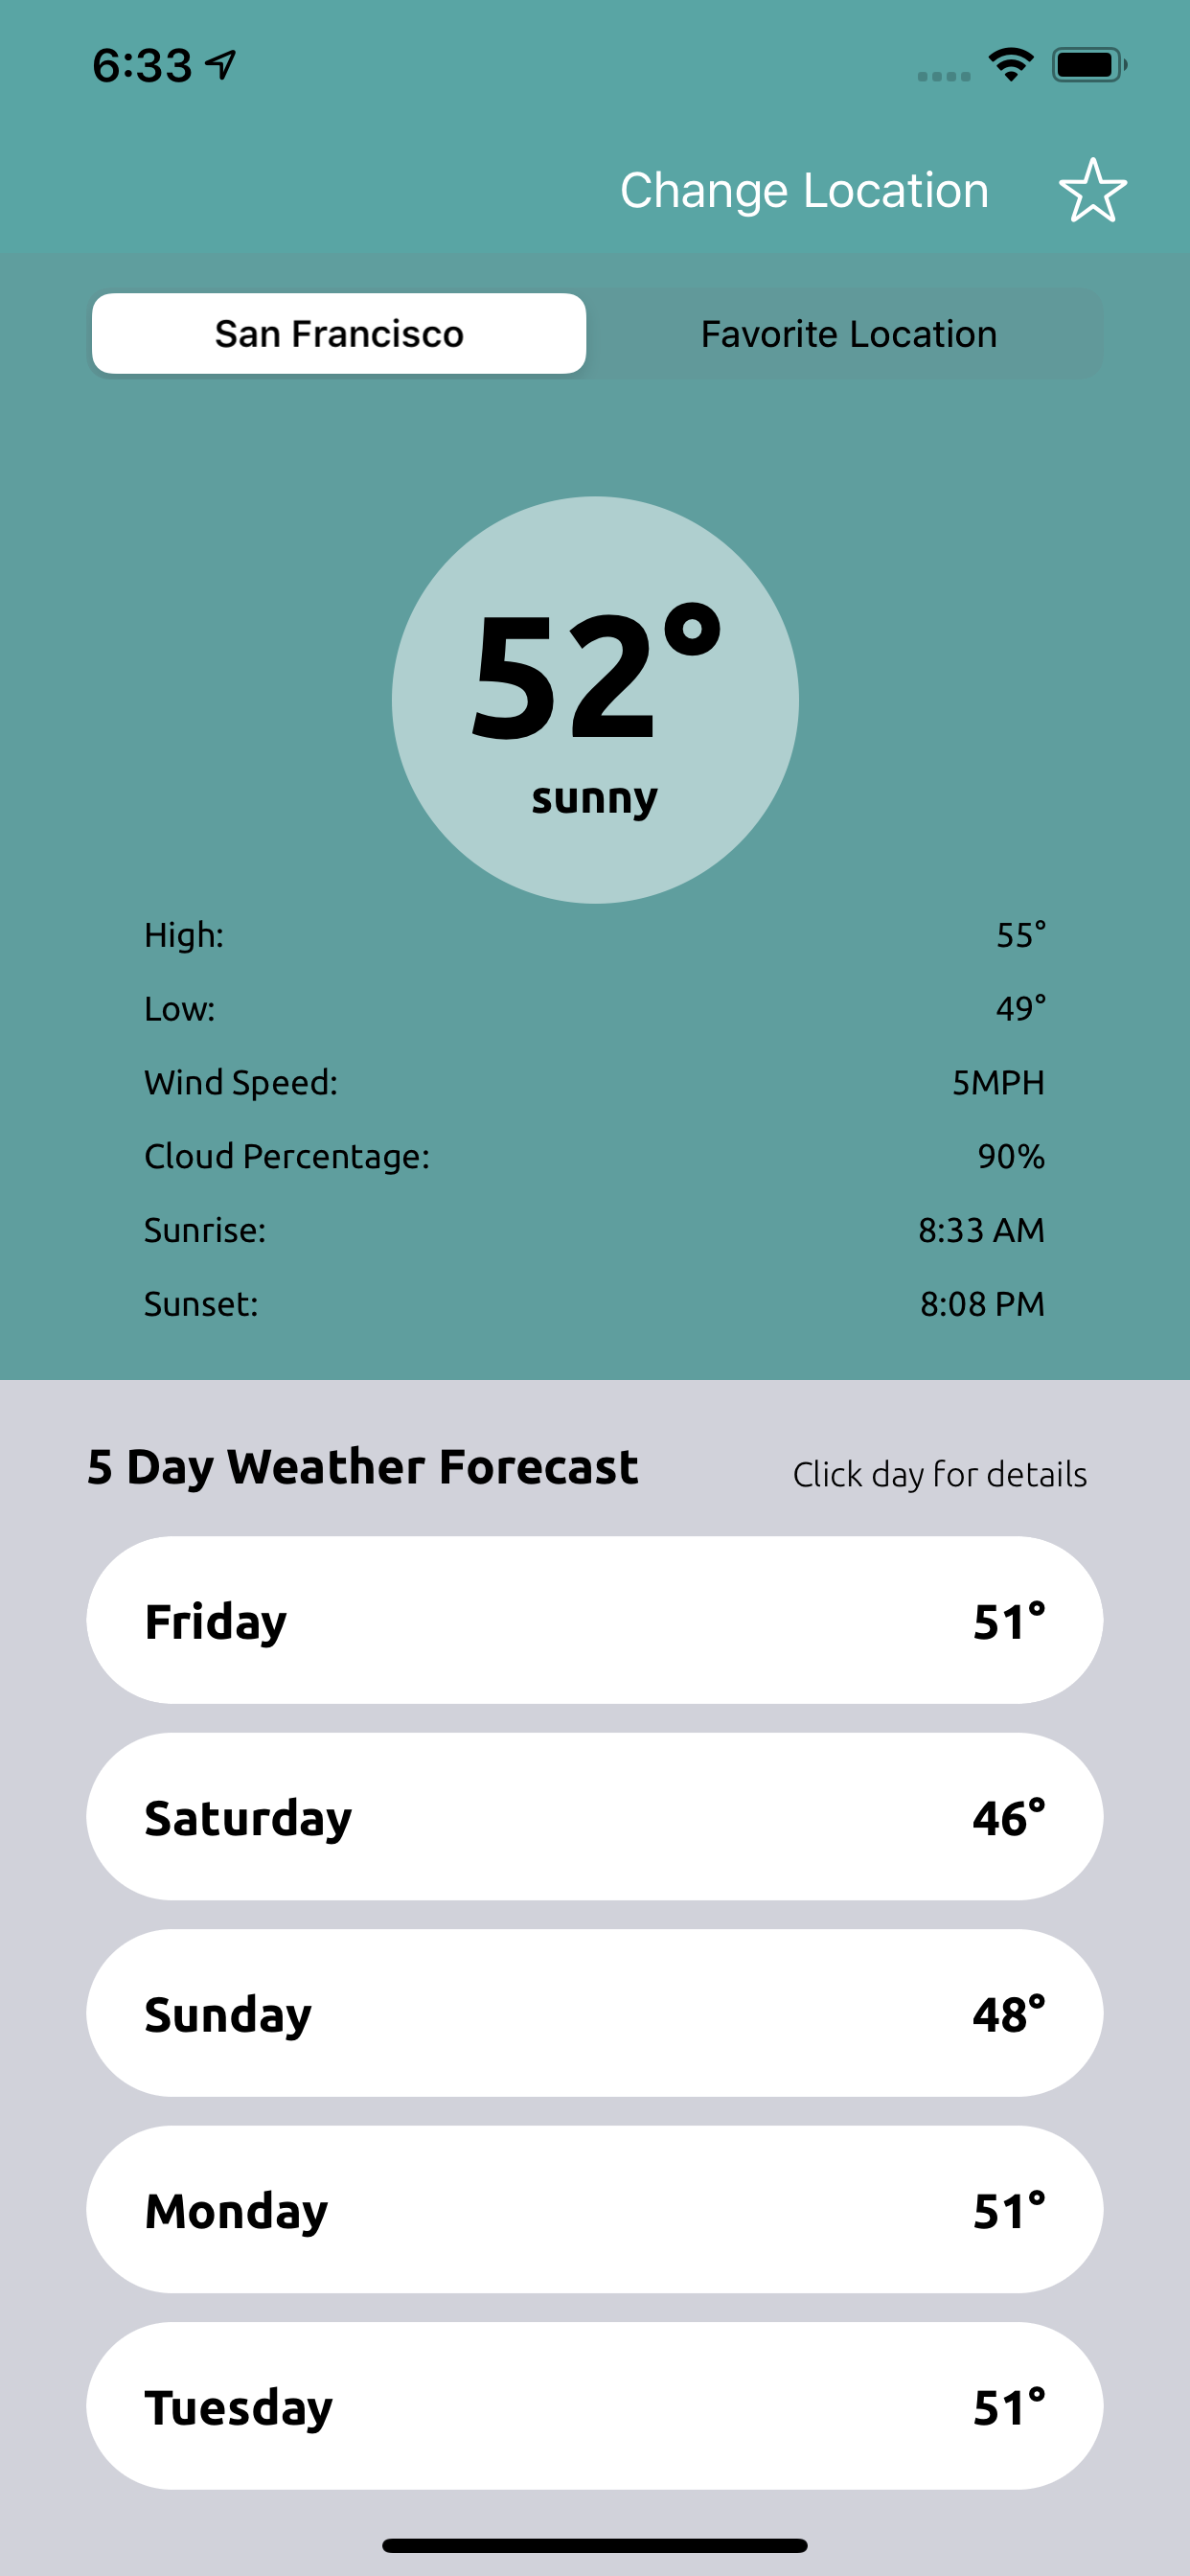 6:33
Change Location
San Francisco Favorite Location
52°
sunny
High: 55°
Low: 49°
Wind Speed: 5MPH
Cloud Percentage: 90%
Sunrise: 8:33 AM
Sunset: 8:08 PM
5 Day Weather Forecast Click day for details
Friday 51°
Saturday 46°
Sunday 48°
Monday 51°
Tuesday 51°